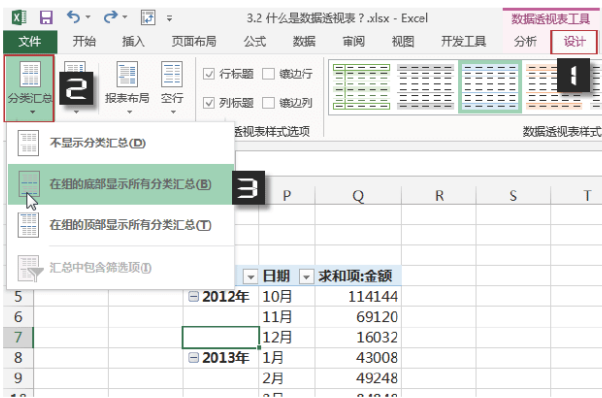 3.2 什么是数据透视表？.xlsx - Excel
数据透视表工具
文件 开始 插入 页面布局 公式 数据 审阅 视图 开发工具 分析 设计
分类汇总 2 报表布局 空行
行标题 镶边行
列标题 镶边列
1
透视表样式选项
数据透视表样式
不显示分类汇总(D)
在组的底部显示所有分类汇总(B) 3
在组的顶部显示所有分类汇总(T)
汇总中包含筛选项(I)
P Q R S T
日期 求和项:金额
5 2012年 10月 114144
6 11月 69120
7 12月 16032
8 2013年 1月 43008
9 2月 49248